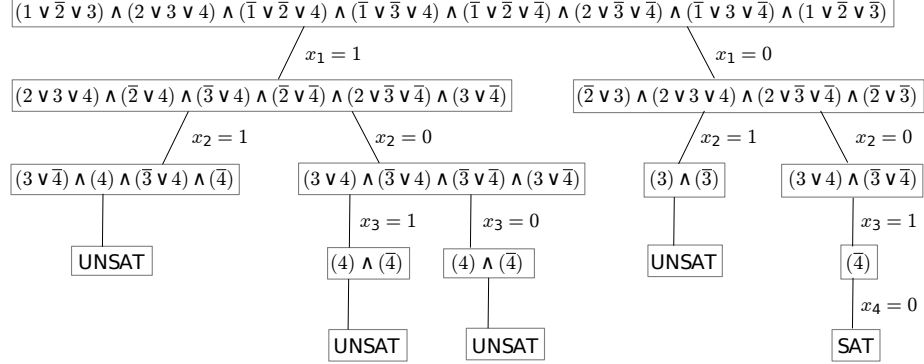 (1 ∨ 2̅ ∨ 3) ∧ (2 ∨ 3 ∨ 4) ∧ (1̅ ∨ 2̅ ∨ 4) ∧ (1̅ ∨ 3̅ ∨ 4) ∧ (1̅ ∨ 2̅ ∨ 4̅) ∧ (2 ∨ 3̅ ∨ 4̅) ∧ (1̅ ∨ 3 ∨ 4̅) ∧ (1 ∨ 2̅ ∨ 3̅)
x₁ = 1 x₁ = 0
(2 ∨ 3 ∨ 4) ∧ (2̅ ∨ 4) ∧ (3̅ ∨ 4) ∧ (2̅ ∨ 4̅) ∧ (2 ∨ 3̅ ∨ 4̅) ∧ (3 ∨ 4̅) (2̅ ∨ 3) ∧ (2 ∨ 3 ∨ 4) ∧ (2 ∨ 3̅ ∨ 4̅) ∧ (2̅ ∨ 3̅)
x₂ = 1 x₂ = 0 x₂ = 1 x₂ = 0
(3 ∨ 4̅) ∧ (4) ∧ (3̅ ∨ 4) ∧ (4̅) (3 ∨ 4) ∧ (3̅ ∨ 4) ∧ (3̅ ∨ 4̅) ∧ (3 ∨ 4̅) (3) ∧ (3̅) (3 ∨ 4) ∧ (3̅ ∨ 4̅)
x₃ = 1 x₃ = 0 x₃ = 1
UNSAT (4) ∧ (4̅) (4) ∧ (4̅) UNSAT (4̅)
x₄ = 0
UNSAT UNSAT SAT